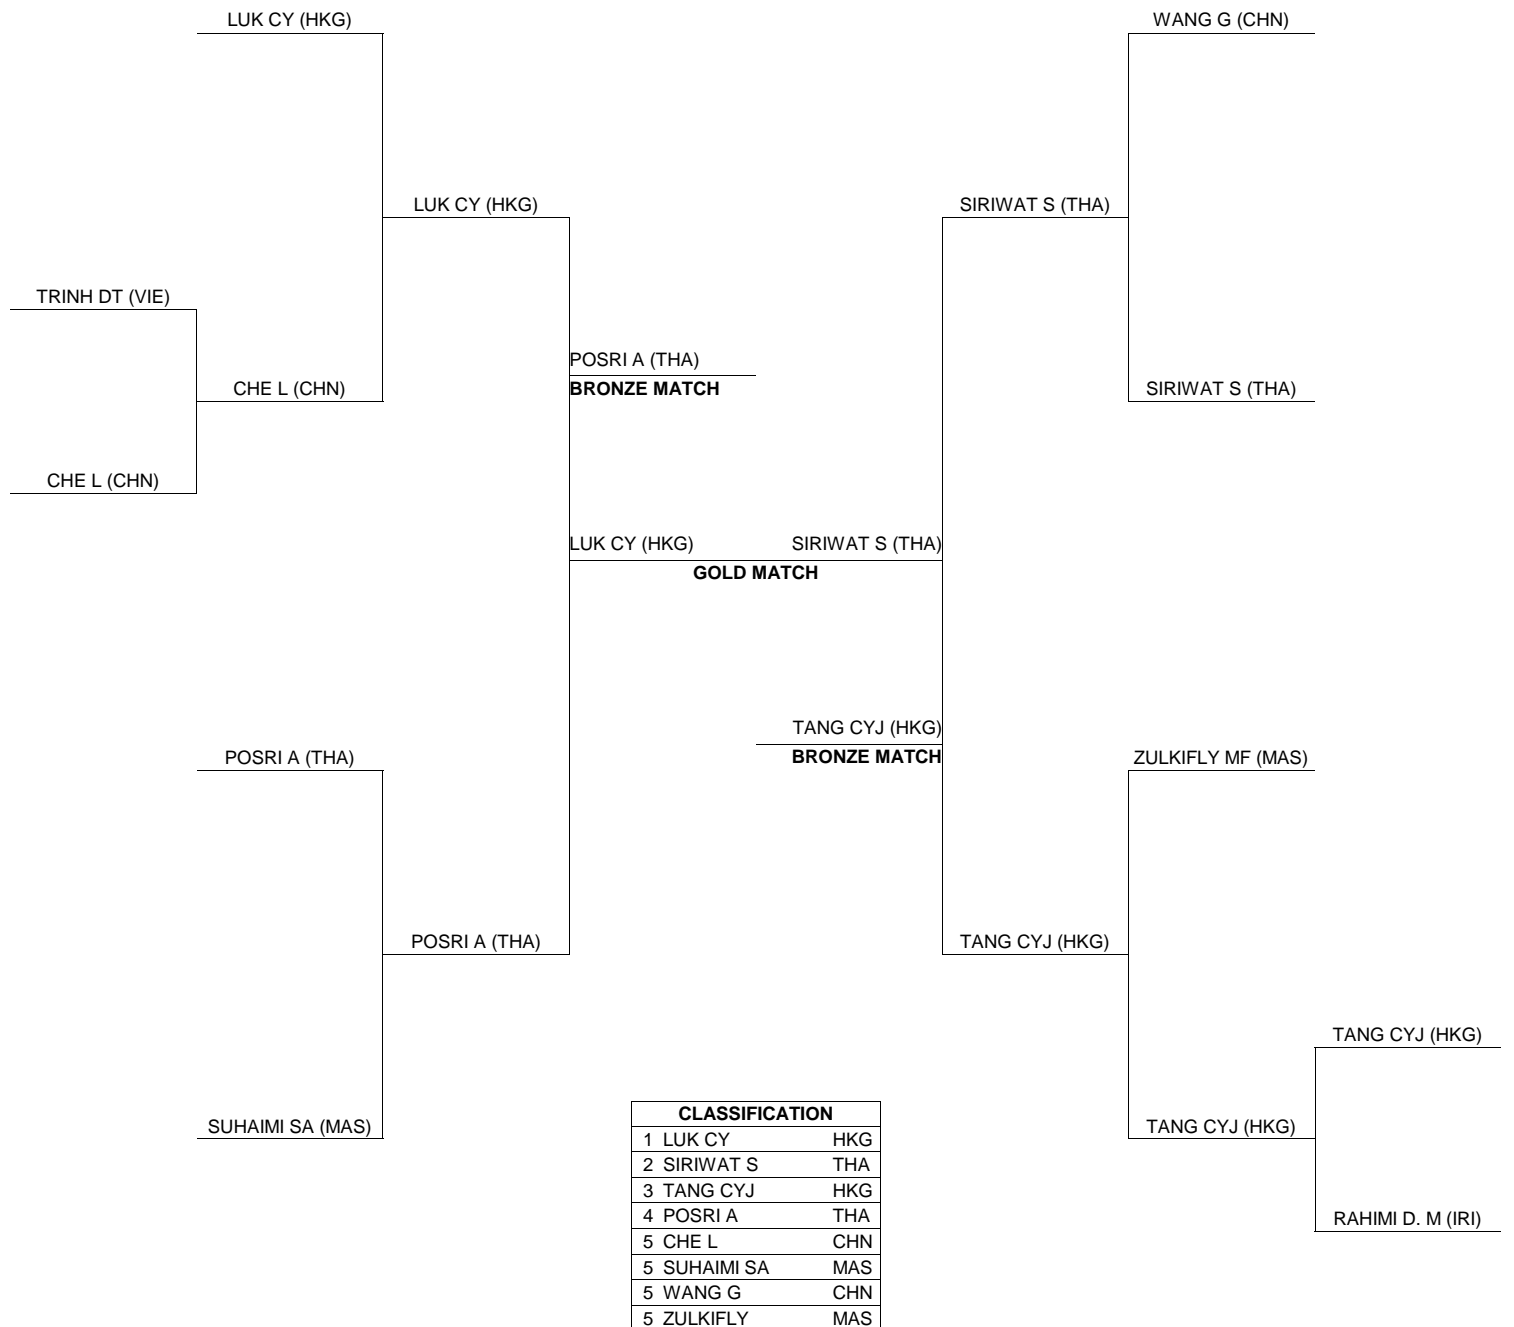 LUK CY (HKG)
WANG G (CHN)
LUK CY (HKG)
SIRIWAT S (THA)
TRINH DT (VIE)
POSRI A (THA)
BRONZE MATCH
CHE L (CHN)
SIRIWAT S (THA)
CHE L (CHN)
LUK CY (HKG) SIRIWAT S (THA)
GOLD MATCH
TANG CYJ (HKG)
BRONZE MATCH
POSRI A (THA)
ZULKIFLY MF (MAS)
POSRI A (THA)
TANG CYJ (HKG)
TANG CYJ (HKG)
SUHAIMI SA (MAS)
TANG CYJ (HKG)
RAHIMI D. M (IRI)
CLASSIFICATION
1 LUK CY HKG
2 SIRIWAT S THA
3 TANG CYJ HKG
4 POSRI A THA
5 CHE L CHN
5 SUHAIMI SA MAS
5 WANG G CHN
5 ZULKIFLY MAS